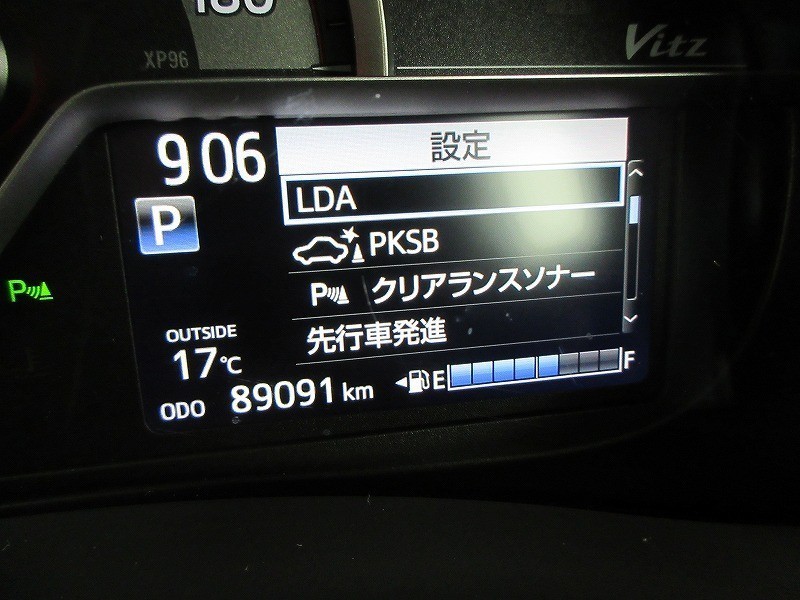 180
XP96
Vitz
9 06
設定
P
LDA
PKSB
P クリアランスソナー
P
先行車発進
OUTSIDE
17℃
ODO 89091 km
E F